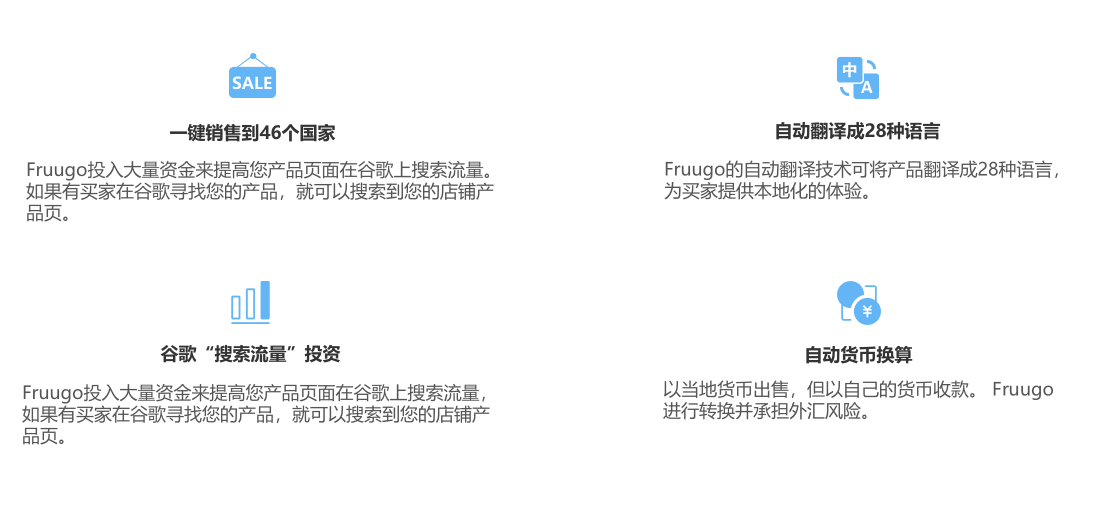 SALE
一键销售到46个国家
Fruugo投入大量资金来提高您产品页面在谷歌上搜索流量。
如果有买家在谷歌寻找您的产品，就可以搜索到您的店铺产
品页。
中
A
自动翻译成28种语言
Fruugo的自动翻译技术可将产品翻译成28种语言，
为买家提供本地化的体验。
谷歌“搜索流量”投资
Fruugo投入大量资金来提高您产品页面在谷歌上搜索流量，
如果有买家在谷歌寻找您的产品，就可以搜索到您的店铺产
品页。
¥
自动货币换算
以当地货币出售，但以自己的货币收款。 Fruugo
进行转换并承担外汇风险。